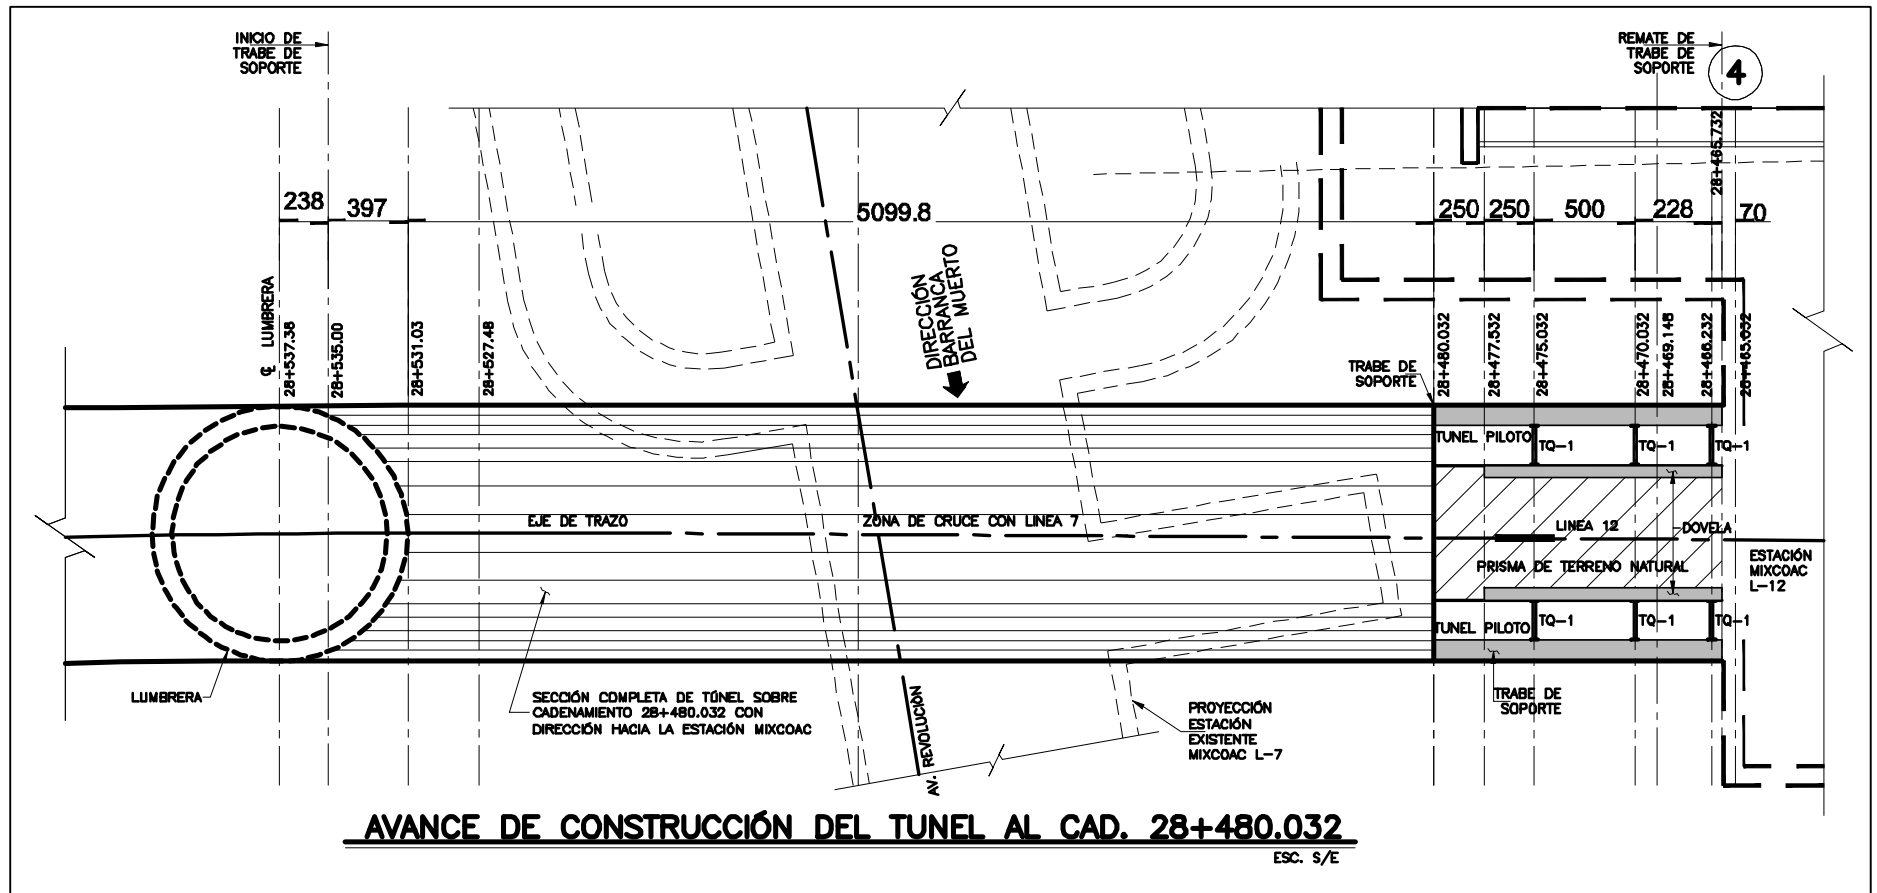 INICIO DE
TRABE DE
SOPORTE
REMATE DE
TRABE DE
SOPORTE
4
28+465.732
238
397
5099.8
250
250
500
228
70
℄ LUMBRERA
28+537.38
28+535.00
28+531.03
28+527.48
DIRECCIÓN
BARRANCA
DEL MUERTO
TRABE DE
SOPORTE
28+480.032
28+477.532
28+475.032
28+470.032
28+469.148
28+466.232
28+465.032
TUNEL PILOTO
TQ-1
TQ-1
TQ-1
EJE DE TRAZO
ZONA DE CRUCE CON LINEA 7
LINEA 12
DOVELA
PRISMA DE TERRENO NATURAL
ESTACIÓN
MIXCOAC
L-12
TUNEL PILOTO
TQ-1
TQ-1
TQ-1
LUMBRERA
SECCIÓN COMPLETA DE TÚNEL SOBRE
CADENAMIENTO 28+480.032 CON
DIRECCIÓN HACIA LA ESTACIÓN MIXCOAC
AV. REVOLUCION
PROYECCIÓN
ESTACIÓN
EXISTENTE
MIXCOAC L-7
TRABE DE
SOPORTE
AVANCE DE CONSTRUCCIÓN DEL TUNEL AL CAD. 28+480.032
ESC. S/E